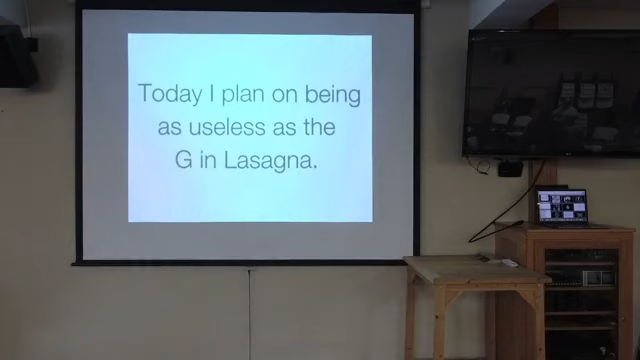 Today I plan on being
as useless as the
G in Lasagna.